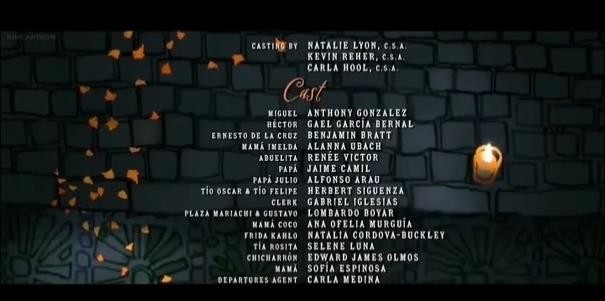 KIMCARTOON
CASTING BY NATALIE LYON, C.S.A.
KEVIN REHER, C.S.A.
CARLA HOOL, C.S.A.
Cast
MIGUEL ANTHONY GONZALEZ
HÉCTOR GAEL GARCÍA BERNAL
ERNESTO DE LA CRUZ BENJAMIN BRATT
MAMÁ IMELDA ALANNA UBACH
ABUELITA RENÉE VICTOR
PAPÁ JAIME CAMIL
PAPÁ JULIO ALFONSO ARAU
TÍO OSCAR & TÍO FELIPE HERBERT SIGUENZA
CLERK GABRIEL IGLESIAS
PLAZA MARIACHI & GUSTAVO LOMBARDO BOYAR
MAMÁ COCO ANA OFELIA MURGUÍA
FRIDA KAHLO NATALIA CORDOVA-BUCKLEY
TÍA ROSITA SELENE LUNA
CHICHARRÓN EDWARD JAMES OLMOS
MAMÁ SOFÍA ESPINOSA
DEPARTURES AGENT CARLA MEDINA